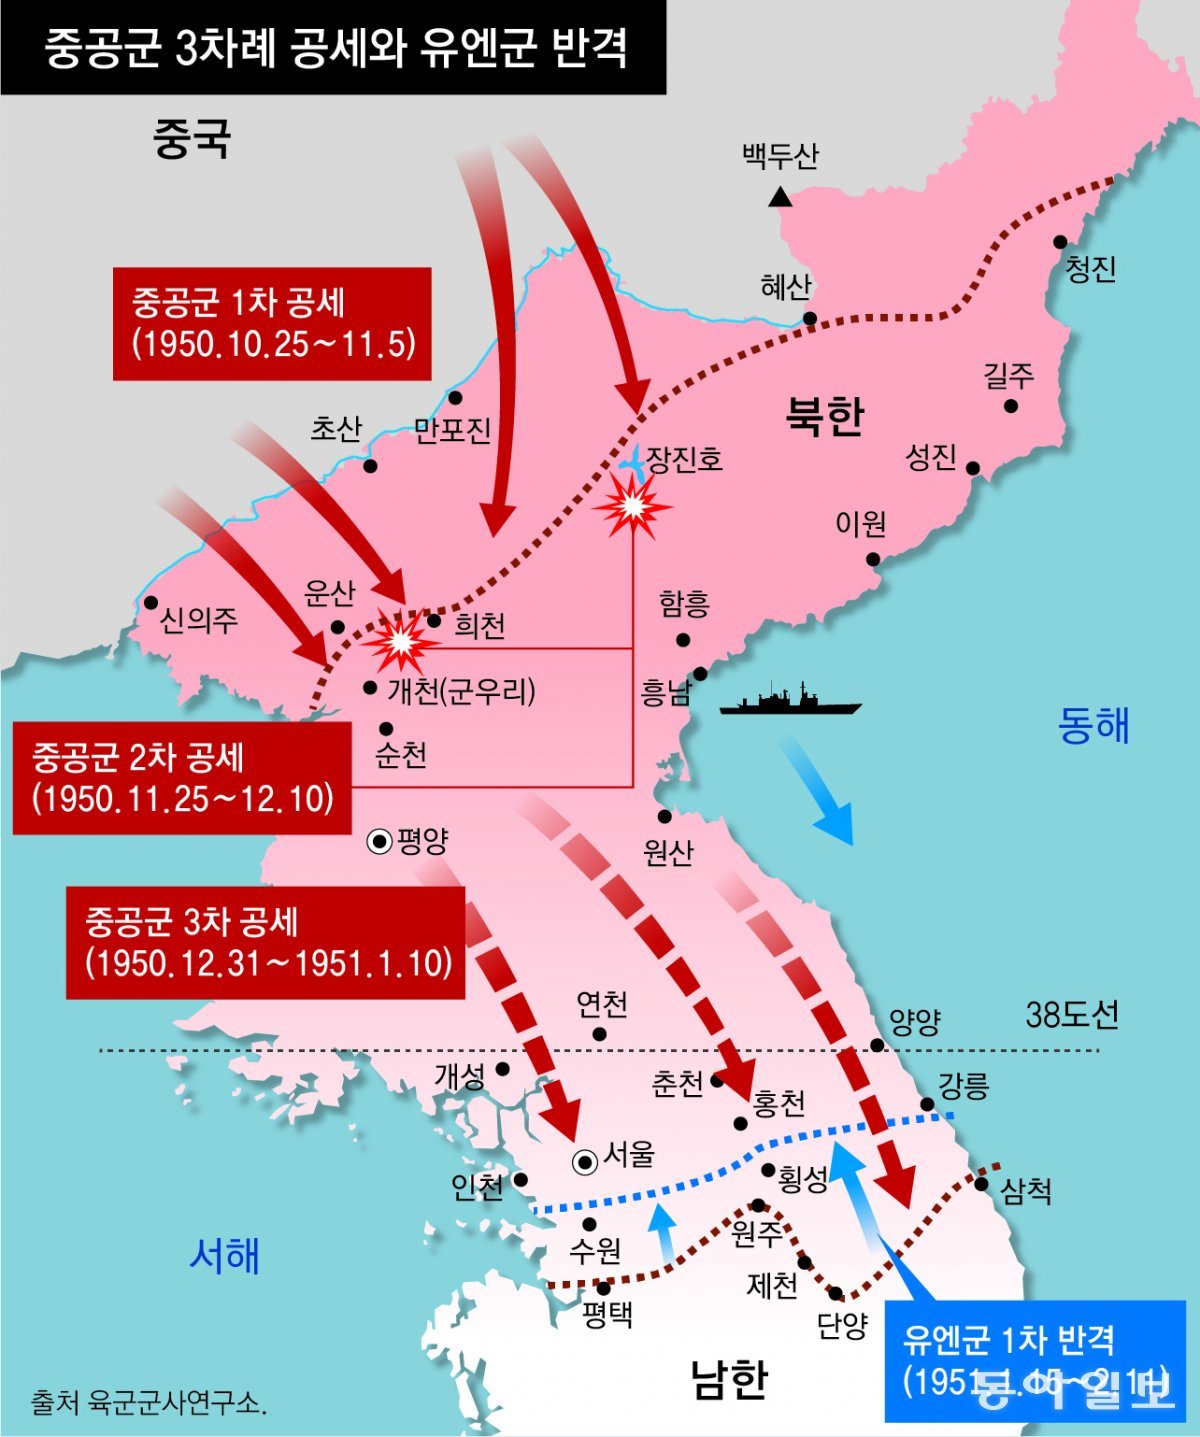 중공군 3차례 공세와 유엔군 반격
중국
백두산
청진
혜산
중공군 1차 공세
(1950.10.25~11.5)
길주
북한
초산
만포진
장진호
성진
이원
운산
함흥
신의주
희천
개천(군우리)
흥남
동해
순천
중공군 2차 공세
(1950.11.25~12.10)
평양
원산
중공군 3차 공세
(1950.12.31~1951.1.10)
연천
양양
38도선
개성
춘천
강릉
홍천
서울
인천
횡성
삼척
서해
수원
원주
제천
평택
단양
유엔군 1차 반격
(1951.1.15~2.11)
남한
동아일보
출처 육군군사연구소.